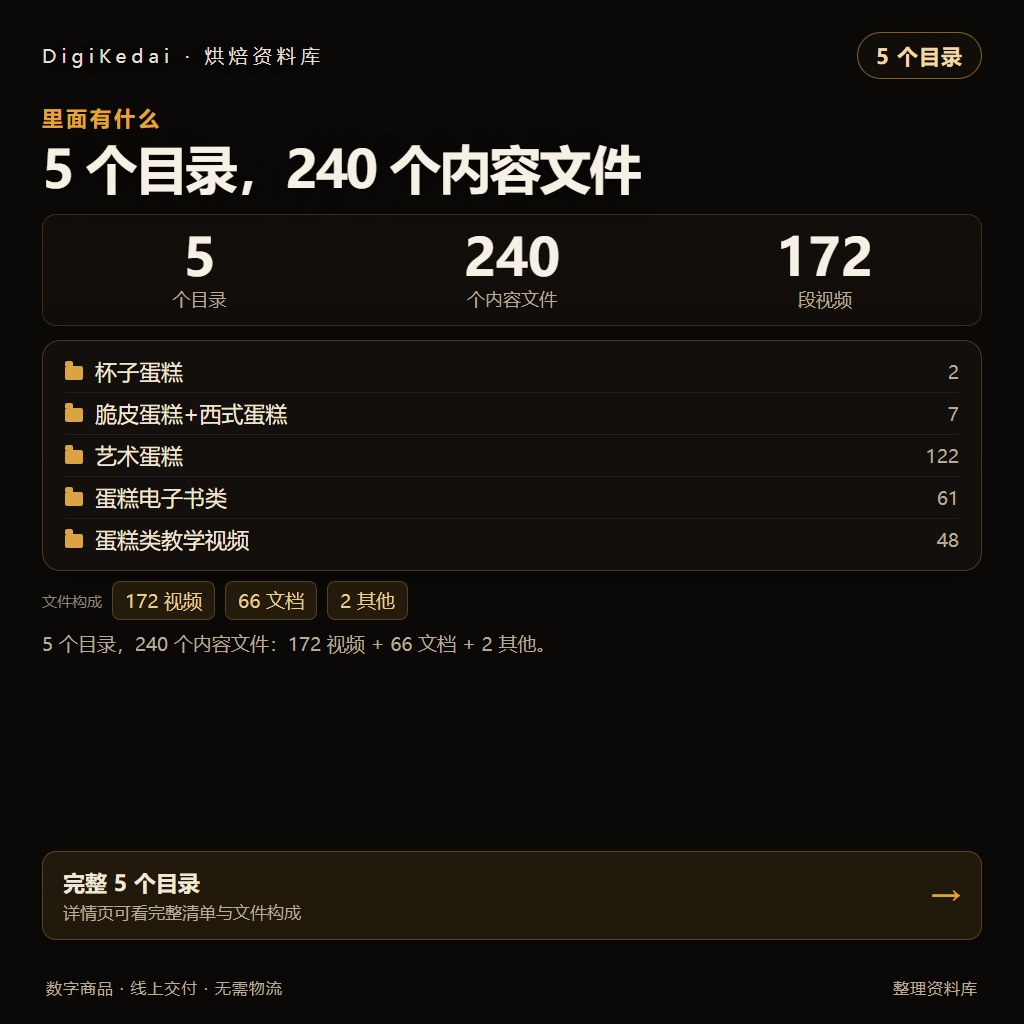 DigiKedai · 烘焙资料库
5 个目录
里面有什么
5 个目录，240 个内容文件
5
个目录
240
个内容文件
172
段视频
杯子蛋糕 2
脆皮蛋糕+西式蛋糕 7
艺术蛋糕 122
蛋糕电子书类 61
蛋糕类教学视频 48
文件构成 172 视频 66 文档 2 其他
5 个目录，240 个内容文件：172 视频 + 66 文档 + 2 其他。
完整 5 个目录
详情页可看完整清单与文件构成
→
数字商品 · 线上交付 · 无需物流
整理资料库